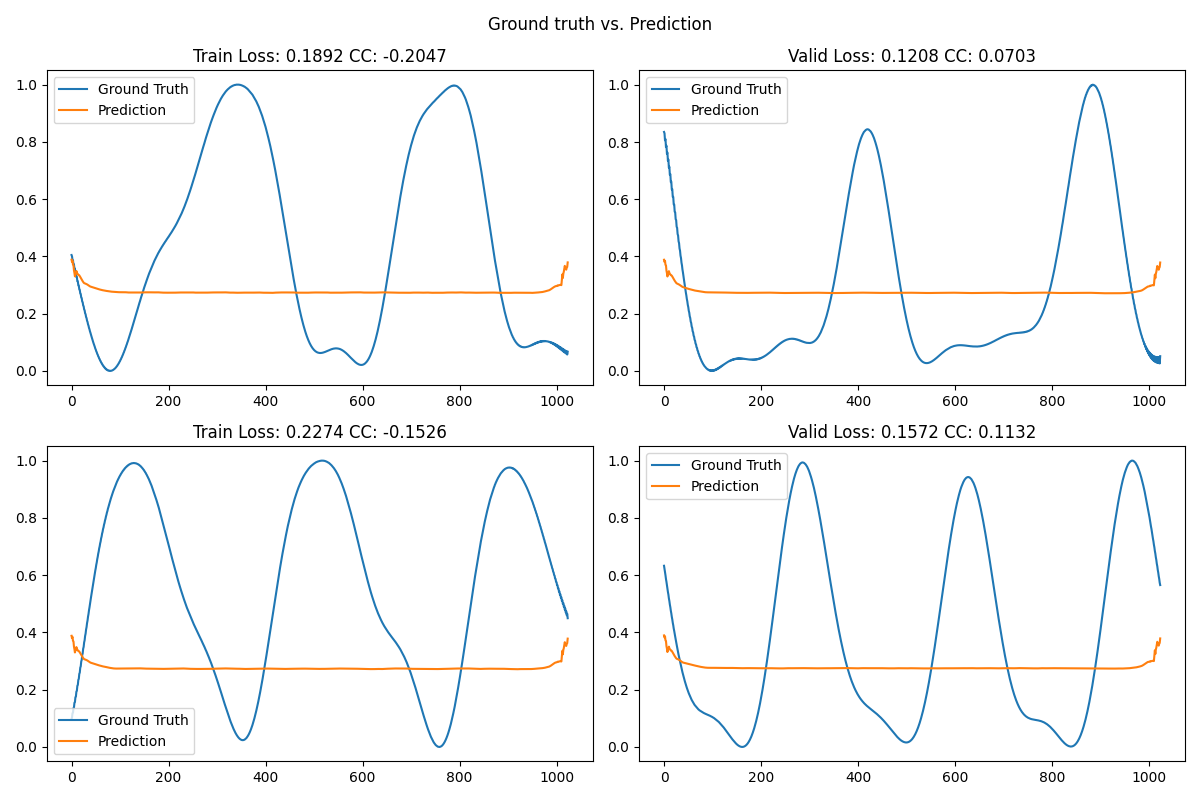 Ground truth vs. Prediction
Train Loss: 0.1892 CC: -0.2047
1.0
0.8
0.6
0.4
0.2
0.0
Ground Truth
Prediction
0 200 400 600 800 1000
Valid Loss: 0.1208 CC: 0.0703
1.0
0.8
0.6
0.4
0.2
0.0
Ground Truth
Prediction
0 200 400 600 800 1000
Train Loss: 0.2274 CC: -0.1526
1.0
0.8
0.6
0.4
0.2
0.0
Ground Truth
Prediction
0 200 400 600 800 1000
Valid Loss: 0.1572 CC: 0.1132
1.0
0.8
0.6
0.4
0.2
0.0
Ground Truth
Prediction
0 200 400 600 800 1000